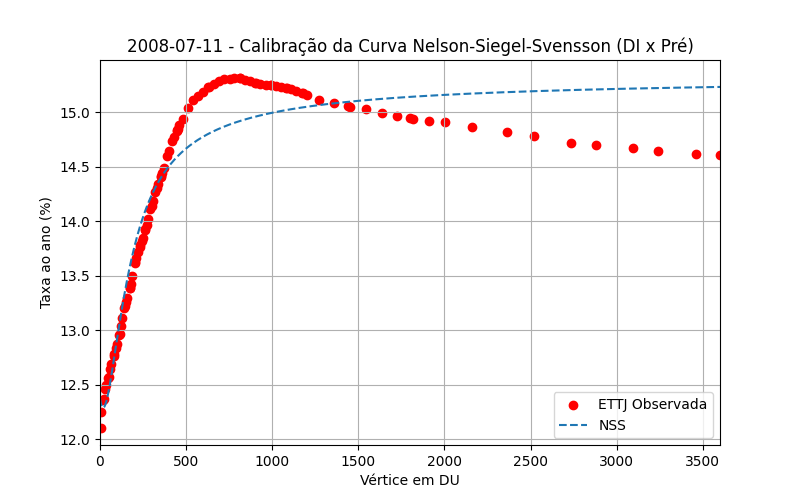 2008-07-11 - Calibração da Curva Nelson-Siegel-Svensson (DI x Pré)
Taxa ao ano (%)
15.0
14.5
14.0
13.5
13.0
12.5
12.0
ETTJ Observada
NSS
0 500 1000 1500 2000 2500 3000 3500
Vértice em DU